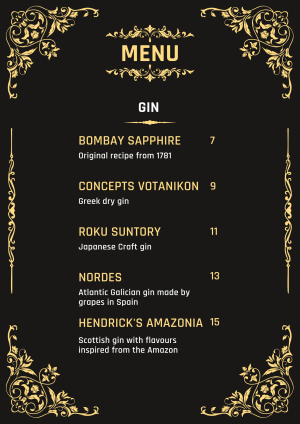 MENU
GIN
BOMBAY SAPPHIRE 7
Original recipe from 1781
CONCEPTS VOTANIKON 9
Greek dry gin
ROKU SUNTORY 11
Japanese Craft gin
NORDES 13
Atlantic Galician gin made by
grapes in Spain
HENDRICK'S AMAZONIA 15
Scottish gin with flavours
inspired from the Amazon